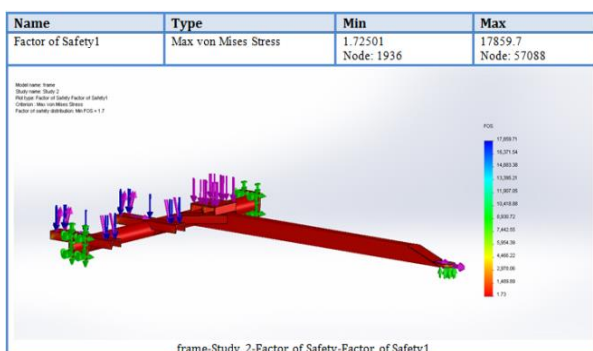 Name Type Min Max
Factor of Safety1 Max von Mises Stress 1.72501 17859.7
Node: 1936 Node: 57088
Model name: frame
Study name: Study 2
Plot type: Factor of Safety Factor of Safety1
Criterion : Max von Mises Stress
Factor of safety distribution: Min FOS = 1.7
FOS
17,859.71
16,371.54
14,883.38
13,395.21
11,907.05
10,418.88
8,930.72
7,442.55
5,954.39
4,466.22
2,978.06
1,489.89
1.73
frame-Study 2-Factor of Safety-Factor of Safety1